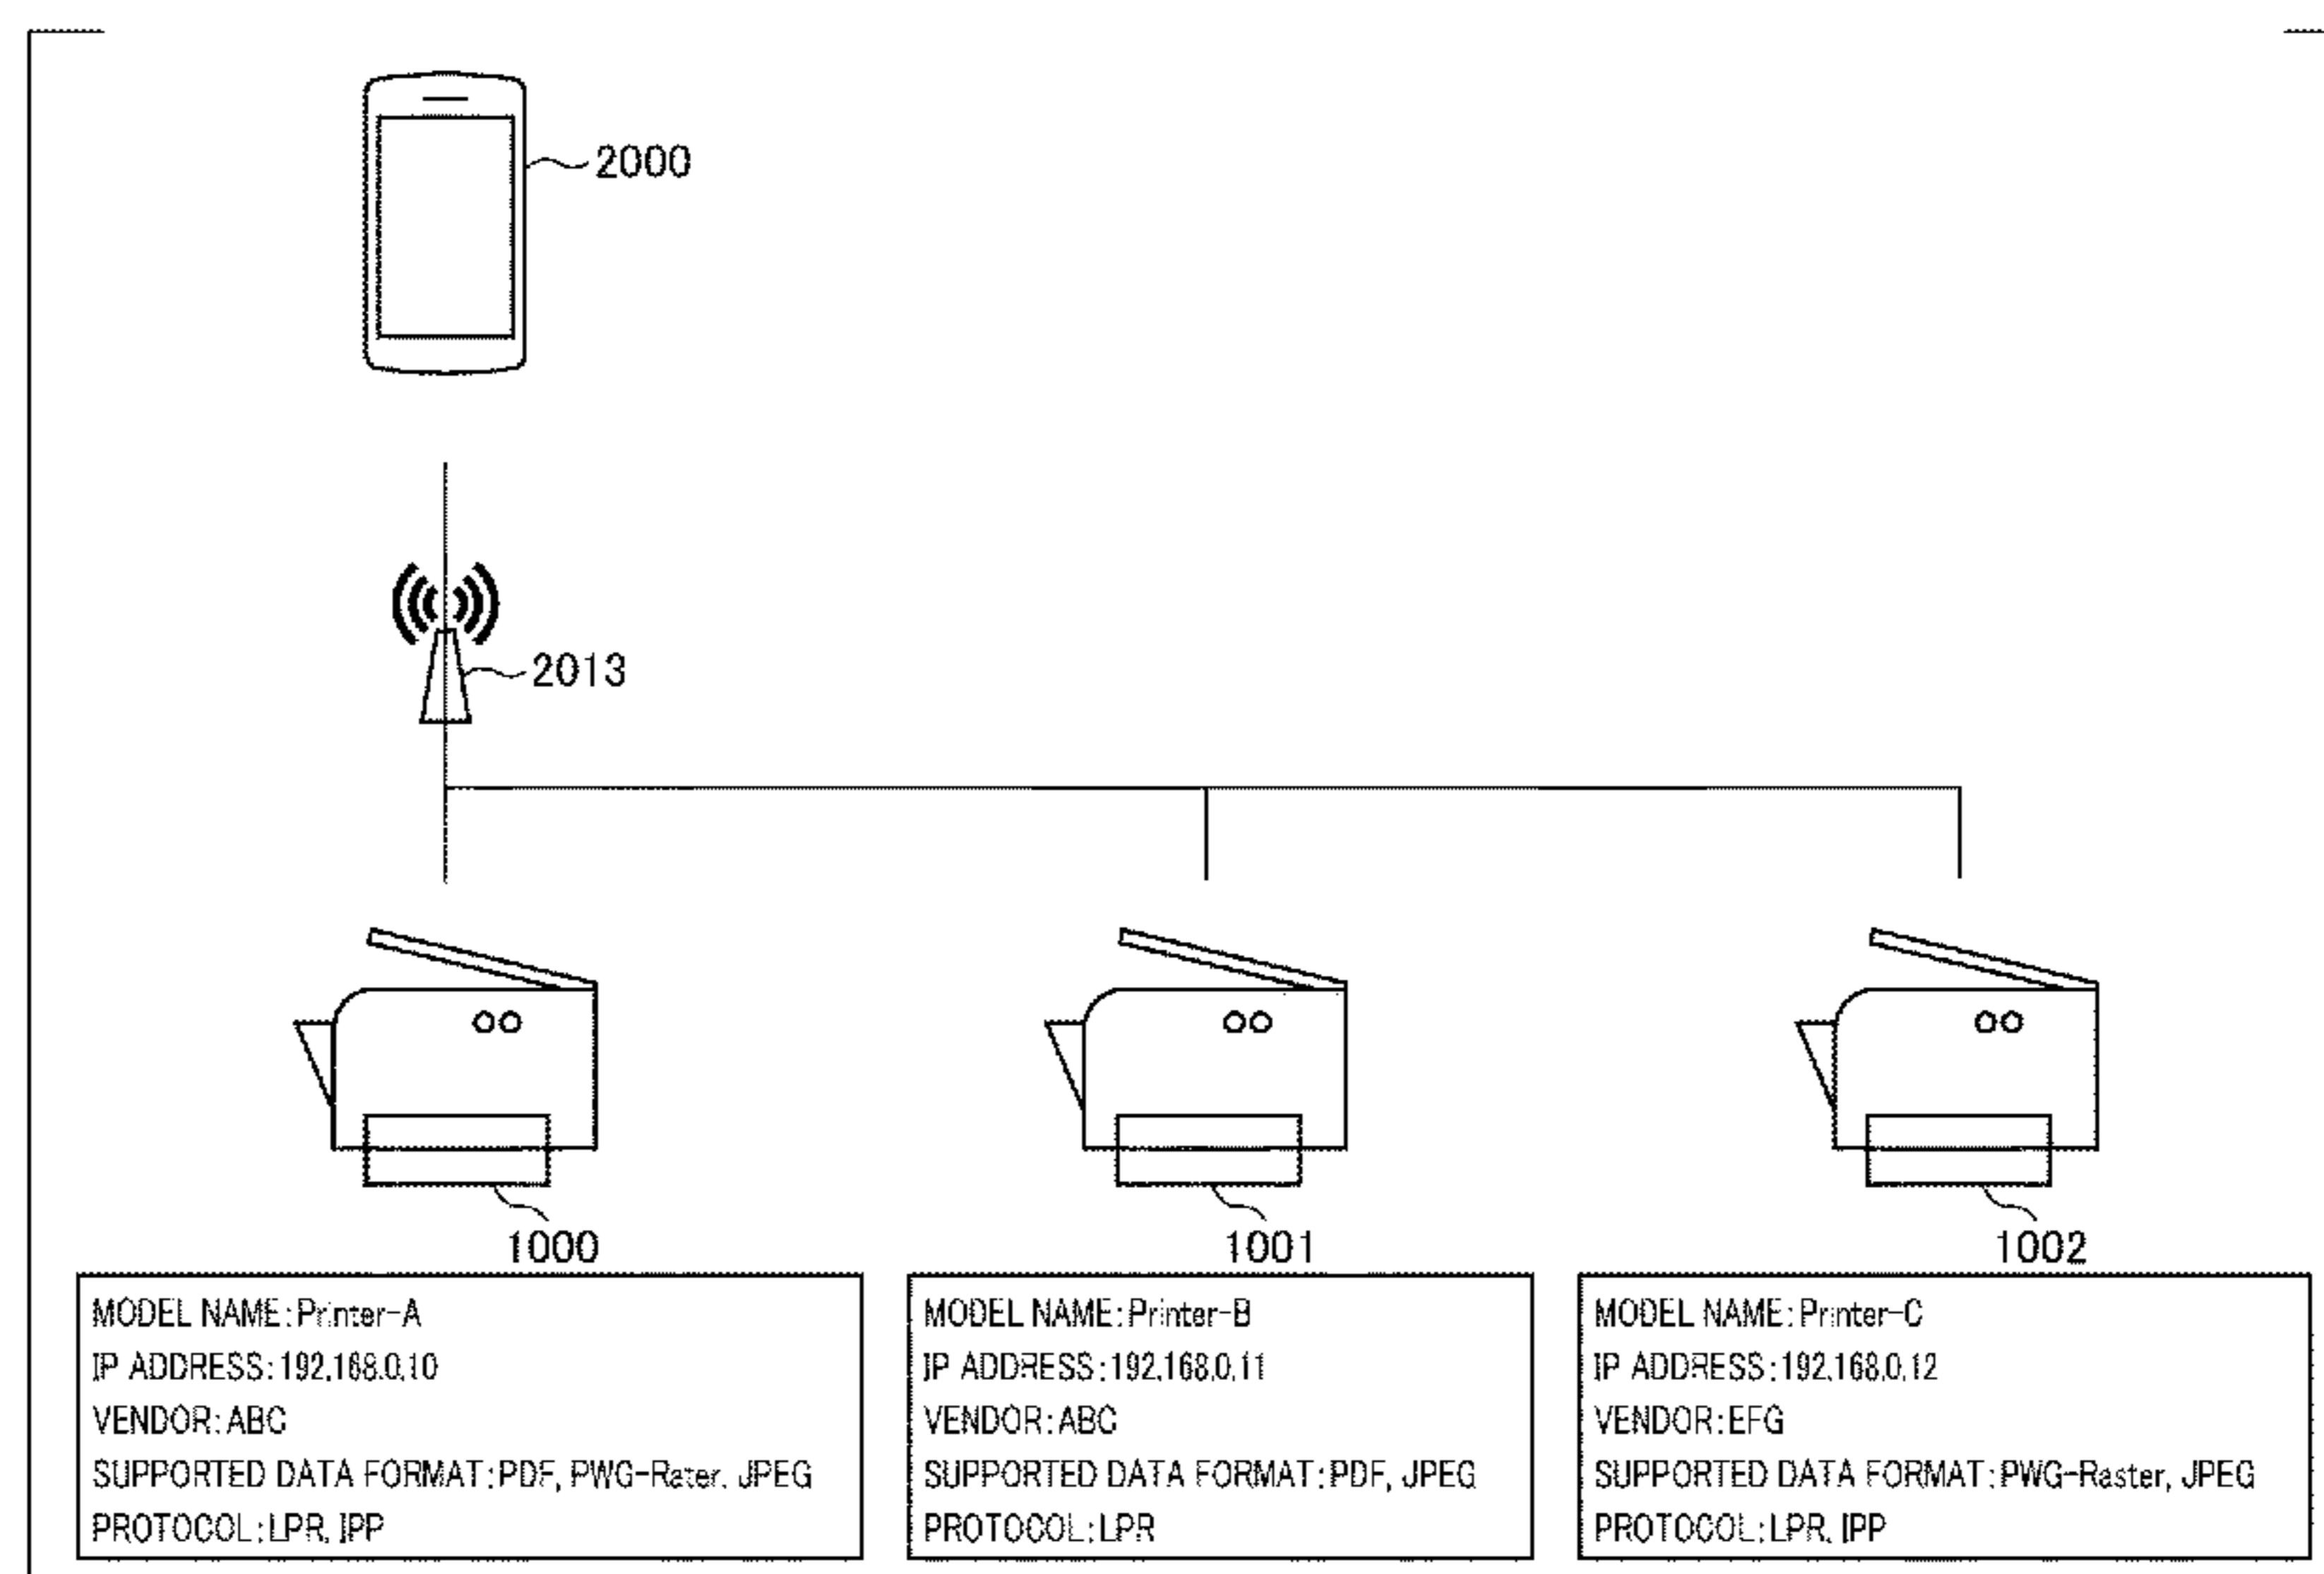 2000
2013
1000
1001
1002
MODEL NAME:Printer-A
IP ADDRESS:192.168.0.10
VENDOR:ABC
SUPPORTED DATA FORMAT:PDF, PWG-Rater, JPEG
PROTOCOL:LPR, IPP
MODEL NAME:Printer-B
IP ADDRESS:192.168.0.11
VENDOR:ABC
SUPPORTED DATA FORMAT:PDF, JPEG
PROTOCOL:LPR
MODEL NAME:Printer-C
IP ADDRESS:192.168.0.12
VENDOR:EFG
SUPPORTED DATA FORMAT:PWG-Raster, JPEG
PROTOCOL:LPR, IPP